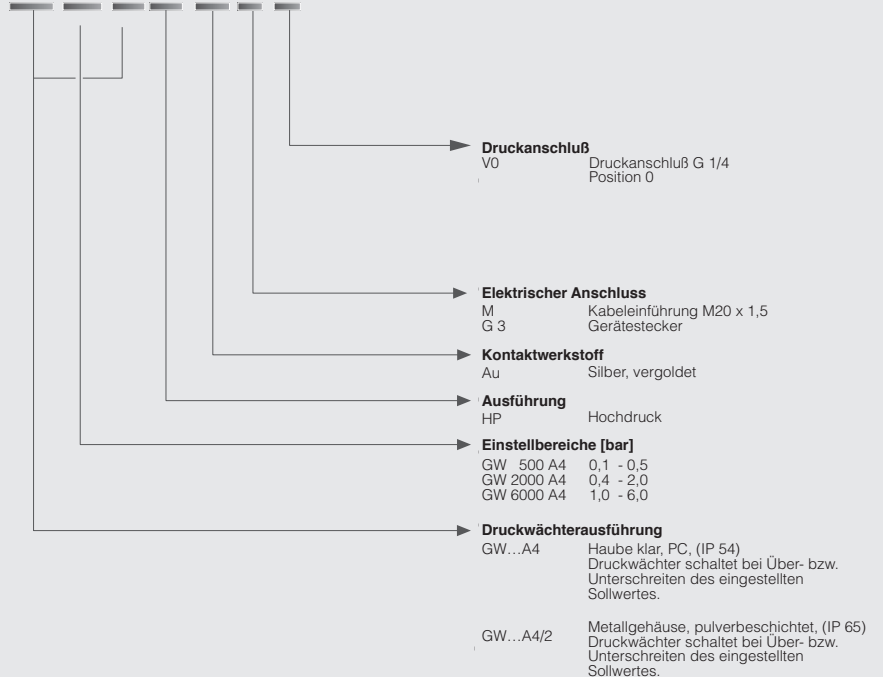 Druckanschluß
V0 Druckanschluß G 1/4
Position 0
Elektrischer Anschluss
M Kabeleinführung M20 x 1,5
G 3 Gerätestecker
Kontaktwerkstoff
Au Silber, vergoldet
Ausführung
HP Hochdruck
Einstellbereiche [bar]
GW 500 A4 0,1 - 0,5
GW 2000 A4 0,4 - 2,0
GW 6000 A4 1,0 - 6,0
Druckwächterausführung
GW...A4 Haube klar, PC, (IP 54)
Druckwächter schaltet bei Über- bzw.
Unterschreiten des eingestellten
Sollwertes.
GW...A4/2 Metallgehäuse, pulverbeschichtet, (IP 65)
Druckwächter schaltet bei Über- bzw.
Unterschreiten des eingestellten
Sollwertes.